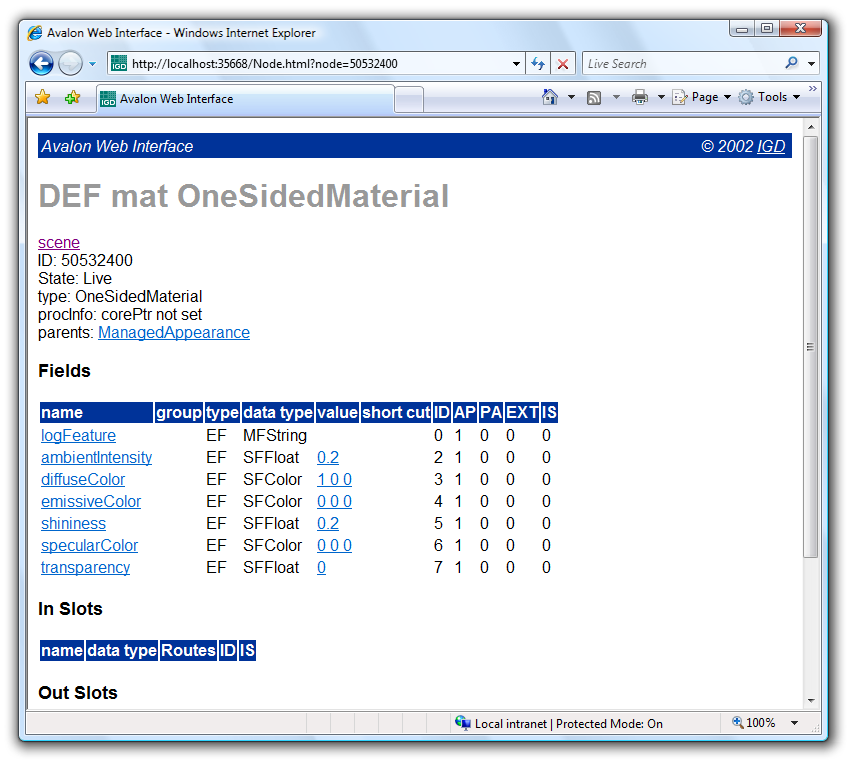 Avalon Web Interface - Windows Internet Explorer
IGD http://localhost:35668/Node.html?node=50532400 Live Search
IGD Avalon Web Interface Page Tools »
Avalon Web Interface © 2002 IGD
DEF mat OneSidedMaterial
scene
ID: 50532400
State: Live
type: OneSidedMaterial
procInfo: corePtr not set
parents: ManagedAppearance
Fields
name group type data type value short cut ID AP PA EXT IS
logFeature EF MFString 0 1 0 0 0
ambientIntensity EF SFFloat 0.2 2 1 0 0 0
diffuseColor EF SFColor 1 0 0 3 1 0 0 0
emissiveColor EF SFColor 0 0 0 4 1 0 0 0
shininess EF SFFloat 0.2 5 1 0 0 0
specularColor EF SFColor 0 0 0 6 1 0 0 0
transparency EF SFFloat 0 7 1 0 0 0
In Slots
name data type Routes ID IS
Out Slots
Local intranet | Protected Mode: On 100%